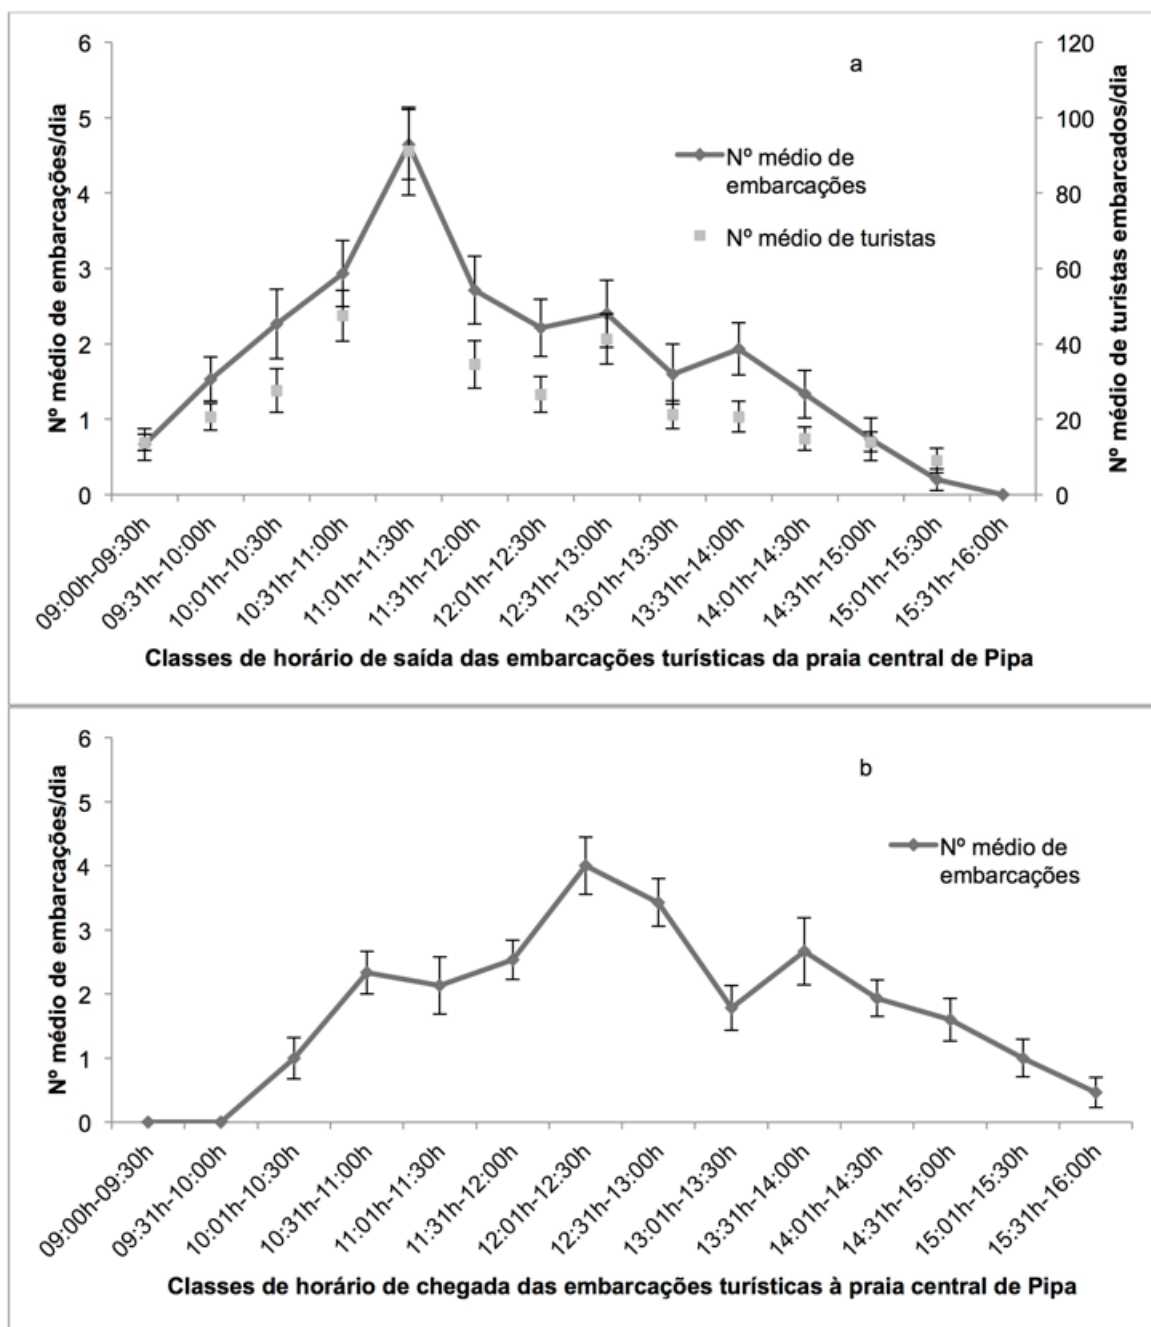 a
6
5
4
3
2
1
0
Nº médio de embarcações/dia
120
100
80
60
40
20
0
Nº médio de turistas embarcados/dia
Nº médio de
embarcações
Nº médio de turistas
09:00h-09:30h
09:31h-10:00h
10:01h-10:30h
10:31h-11:00h
11:01h-11:30h
11:31h-12:00h
12:01h-12:30h
12:31h-13:00h
13:01h-13:30h
13:31h-14:00h
14:01h-14:30h
14:31h-15:00h
15:01h-15:30h
15:31h-16:00h
Classes de horário de saída das embarcações turísticas da praia central de Pipa
b
6
5
4
3
2
1
0
Nº médio de embarcações/dia
Nº médio de
embarcações
09:00h-09:30h
09:31h-10:00h
10:01h-10:30h
10:31h-11:00h
11:01h-11:30h
11:31h-12:00h
12:01h-12:30h
12:31h-13:00h
13:01h-13:30h
13:31h-14:00h
14:01h-14:30h
14:31h-15:00h
15:01h-15:30h
15:31h-16:00h
Classes de horário de chegada das embarcações turísticas à praia central de Pipa